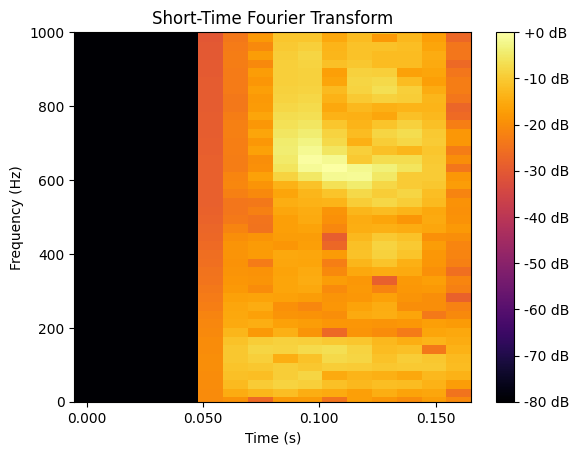 Short-Time Fourier Transform
Frequency (Hz)
1000
800
600
400
200
0
0.000
0.050
0.100
0.150
Time (s)
+0 dB
-10 dB
-20 dB
-30 dB
-40 dB
-50 dB
-60 dB
-70 dB
-80 dB